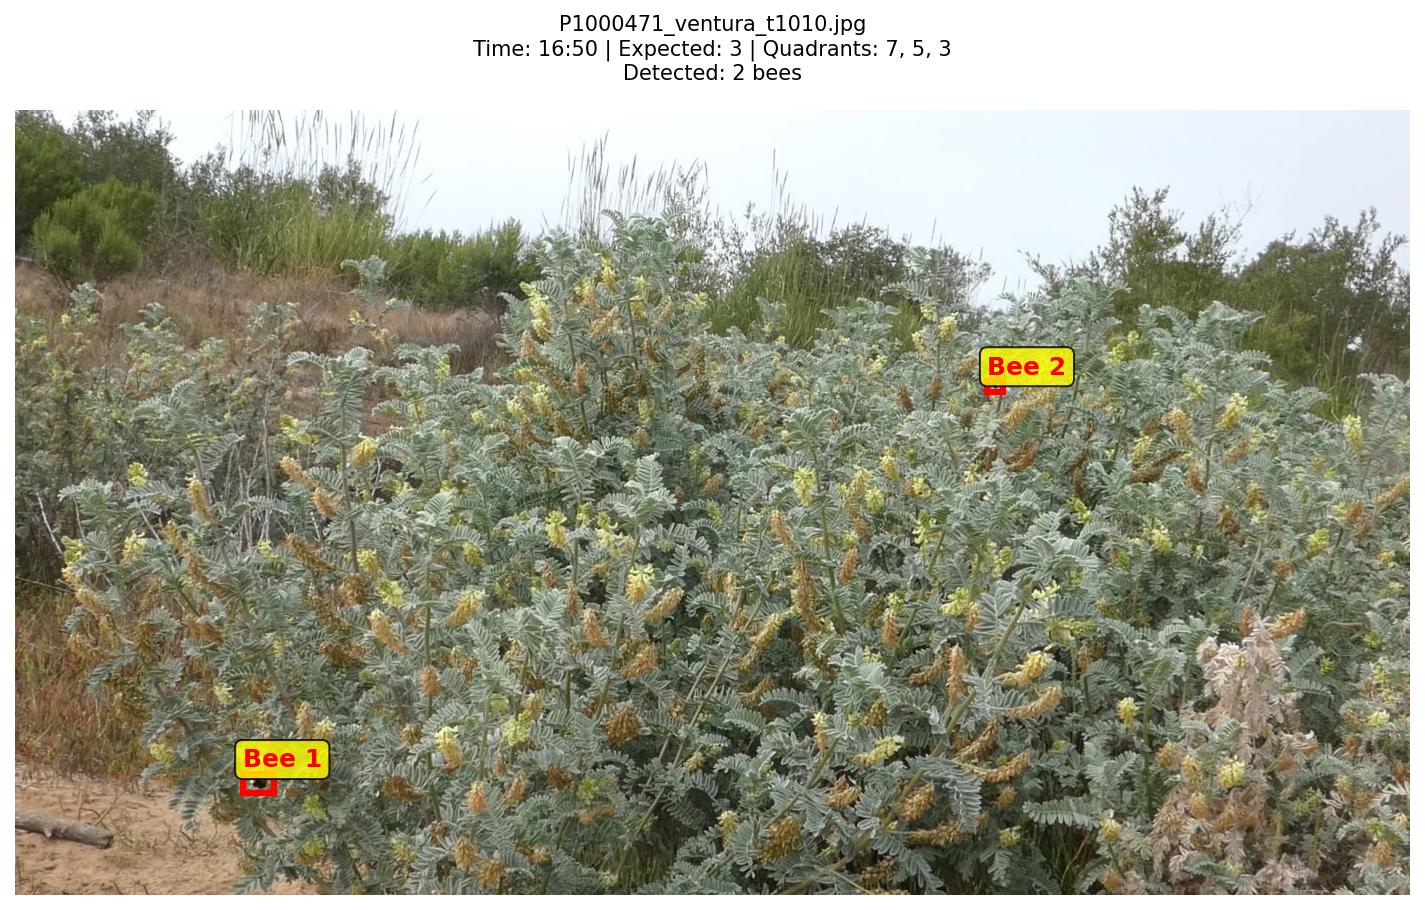 P1000471_ventura_t1010.jpg
Time: 16:50 | Expected: 3 | Quadrants: 7, 5, 3
Detected: 2 bees
Bee 2
Bee 1